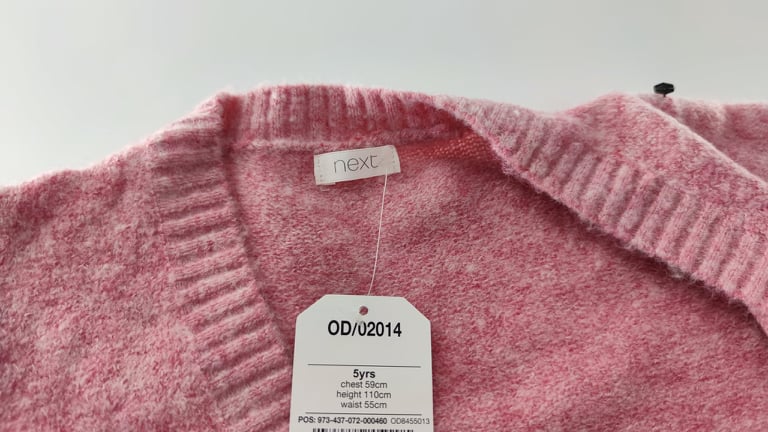 next
OD/02014
5yrs
chest 59cm
height 110cm
waist 55cm
POS: 973-437-072-000460 OD8455013